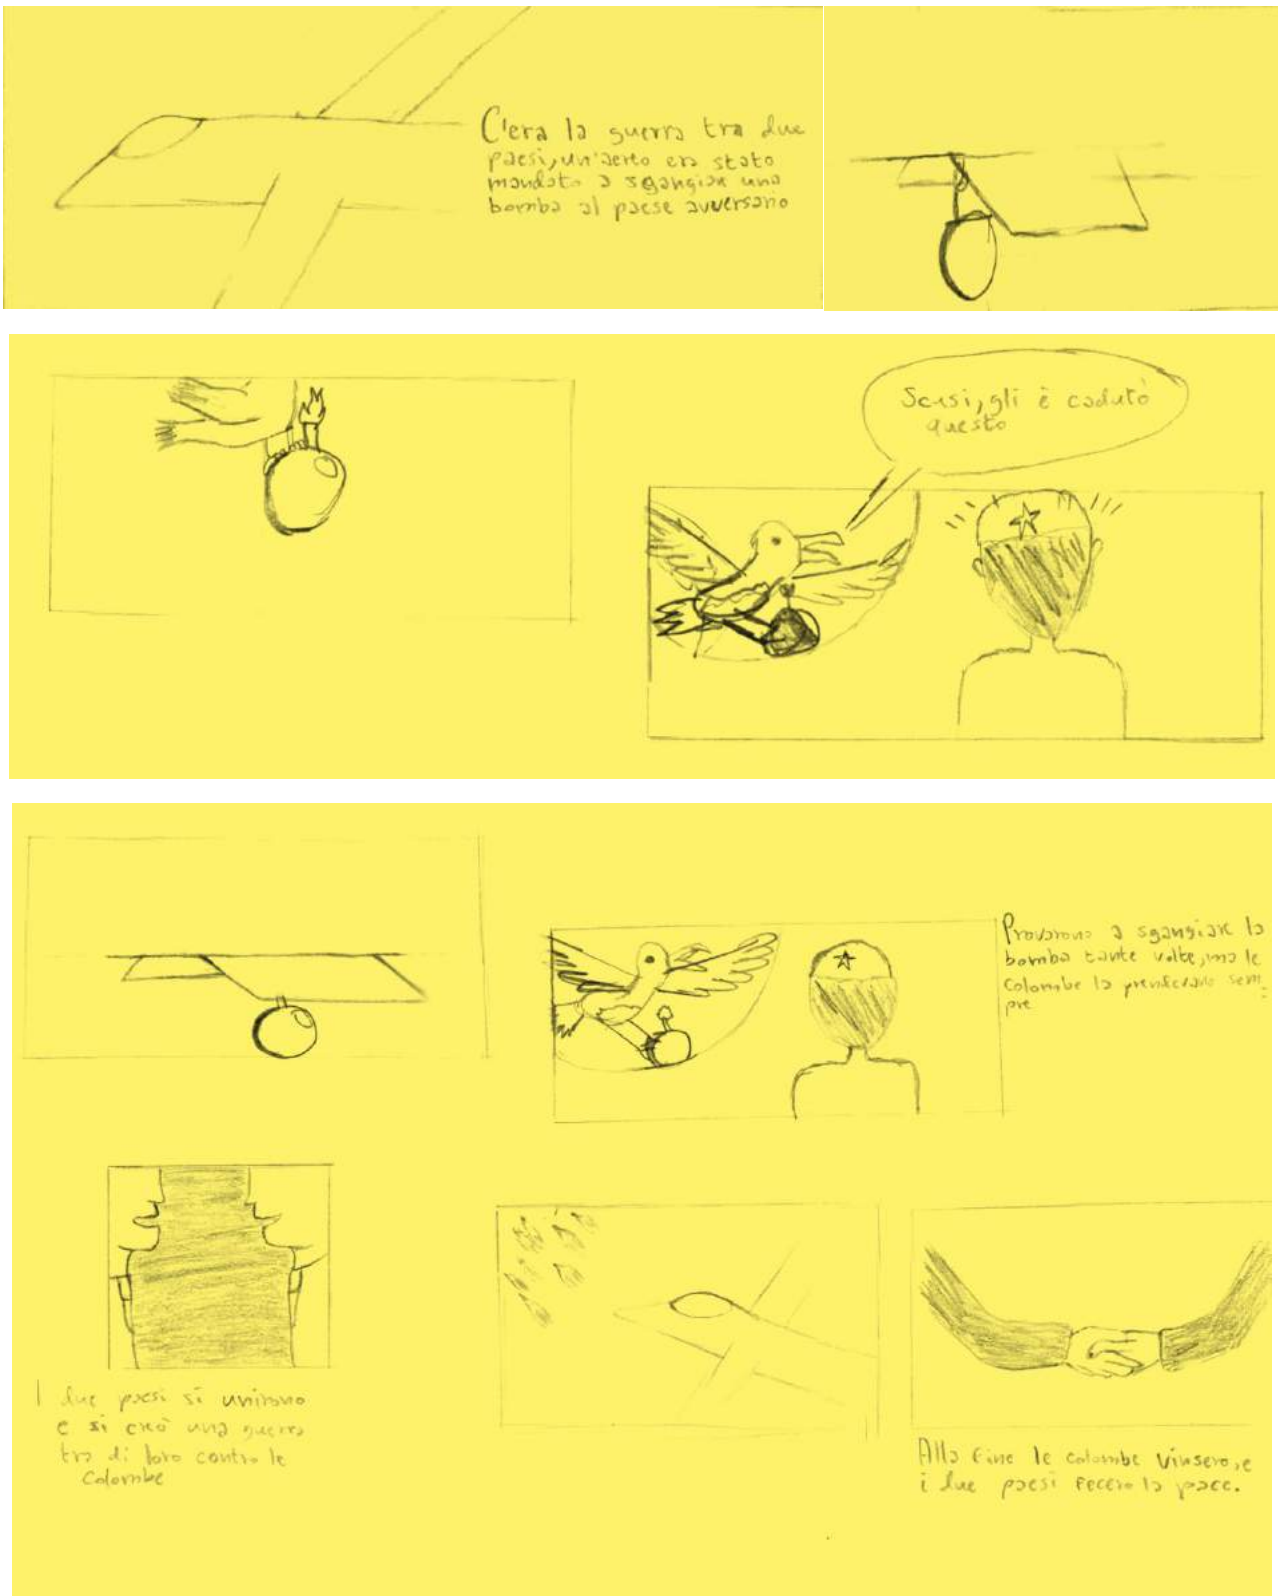 C'era la guerra tra due
paesi, un'aereo era stato
mandato a sgangiare una
bomba al paese avversario
Scusi, gli è caduto
questo
Provarono a sgangiare la
bomba tante volte, ma le
colombe la prendevano sem-
pre
I due paesi si unirono
e si creò una guerra
tra di loro contro le
colombe
Alla fine le colombe vinsero, e
i due paesi fecero la pace.